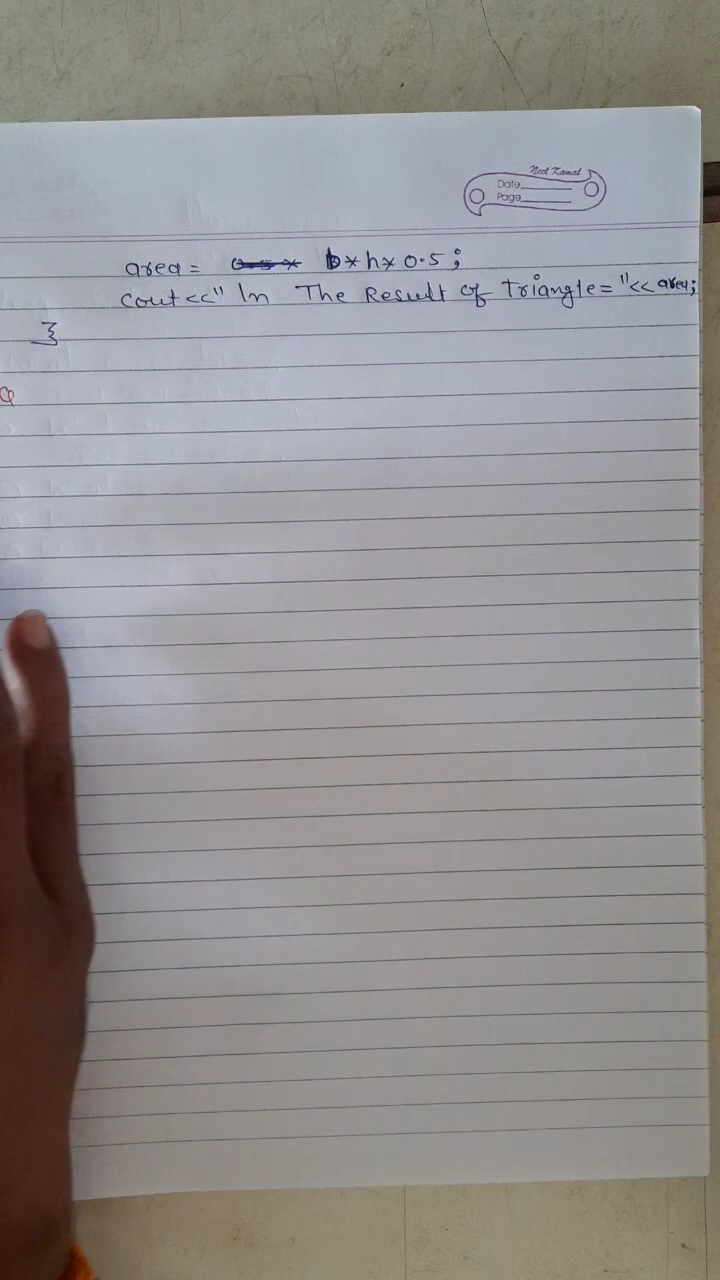 Neel Kamal
Date
Page
area = b * h * 0.5 ;
cout << " \n The Result of Triangle = " << area;
}